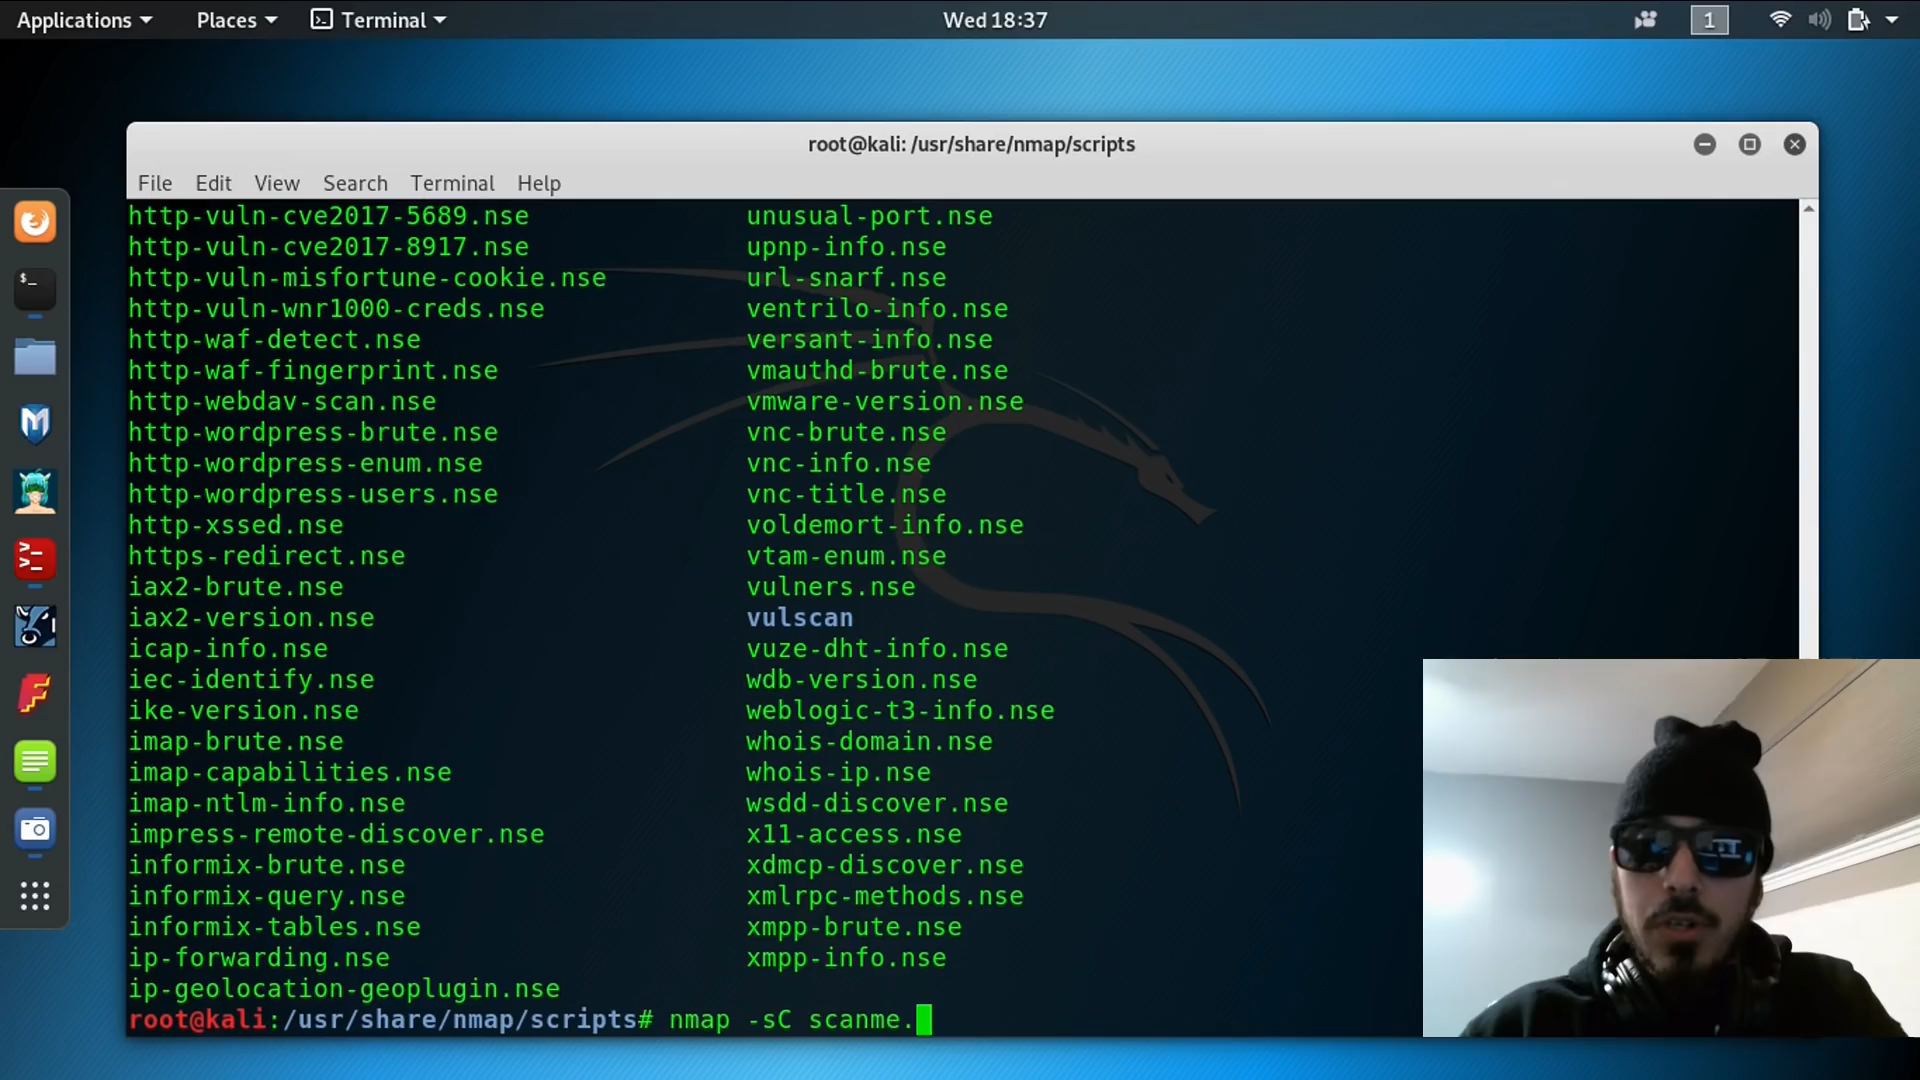 Applications Places Terminal Wed 18:37 1
root@kali: /usr/share/nmap/scripts
File Edit View Search Terminal Help
http-vuln-cve2017-5689.nse unusual-port.nse
http-vuln-cve2017-8917.nse upnp-info.nse
http-vuln-misfortune-cookie.nse url-snarf.nse
http-vuln-wnr1000-creds.nse ventrilo-info.nse
http-waf-detect.nse versant-info.nse
http-waf-fingerprint.nse vmauthd-brute.nse
http-webdav-scan.nse vmware-version.nse
http-wordpress-brute.nse vnc-brute.nse
http-wordpress-enum.nse vnc-info.nse
http-wordpress-users.nse vnc-title.nse
http-xssed.nse voldemort-info.nse
https-redirect.nse vtam-enum.nse
iax2-brute.nse vulners.nse
iax2-version.nse vulscan
icap-info.nse vuze-dht-info.nse
iec-identify.nse wdb-version.nse
ike-version.nse weblogic-t3-info.nse
imap-brute.nse whois-domain.nse
imap-capabilities.nse whois-ip.nse
imap-ntlm-info.nse wsdd-discover.nse
impress-remote-discover.nse x11-access.nse
informix-brute.nse xdmcp-discover.nse
informix-query.nse xmlrpc-methods.nse
informix-tables.nse xmpp-brute.nse
ip-forwarding.nse xmpp-info.nse
ip-geolocation-geoplugin.nse
root@kali:/usr/share/nmap/scripts# nmap -sC scanme.